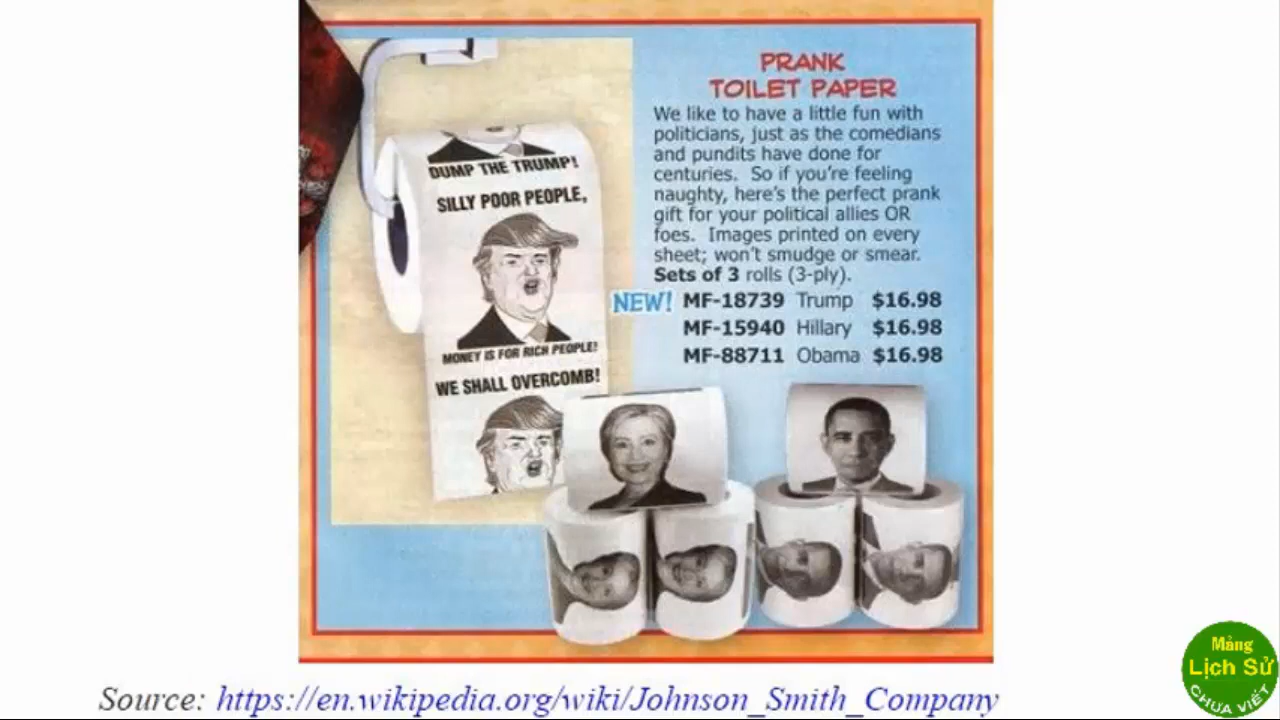 PRANK
TOILET PAPER
We like to have a little fun with
politicians, just as the comedians
and pundits have done for
centuries. So if you're feeling
naughty, here's the perfect prank
gift for your political allies OR
foes. Images printed on every
sheet; won't smudge or smear.
Sets of 3 rolls (3-ply).
NEW! MF-18739 Trump $16.98
MF-15940 Hillary $16.98
MF-88711 Obama $16.98
DUMP THE TRUMP!
SILLY POOR PEOPLE,
MONEY IS FOR RICH PEOPLE!
WE SHALL OVERCOMB!
Source: https://en.wikipedia.org/wiki/Johnson_Smith_Company
Mảng
Lịch Sử
CHƯA VIẾT